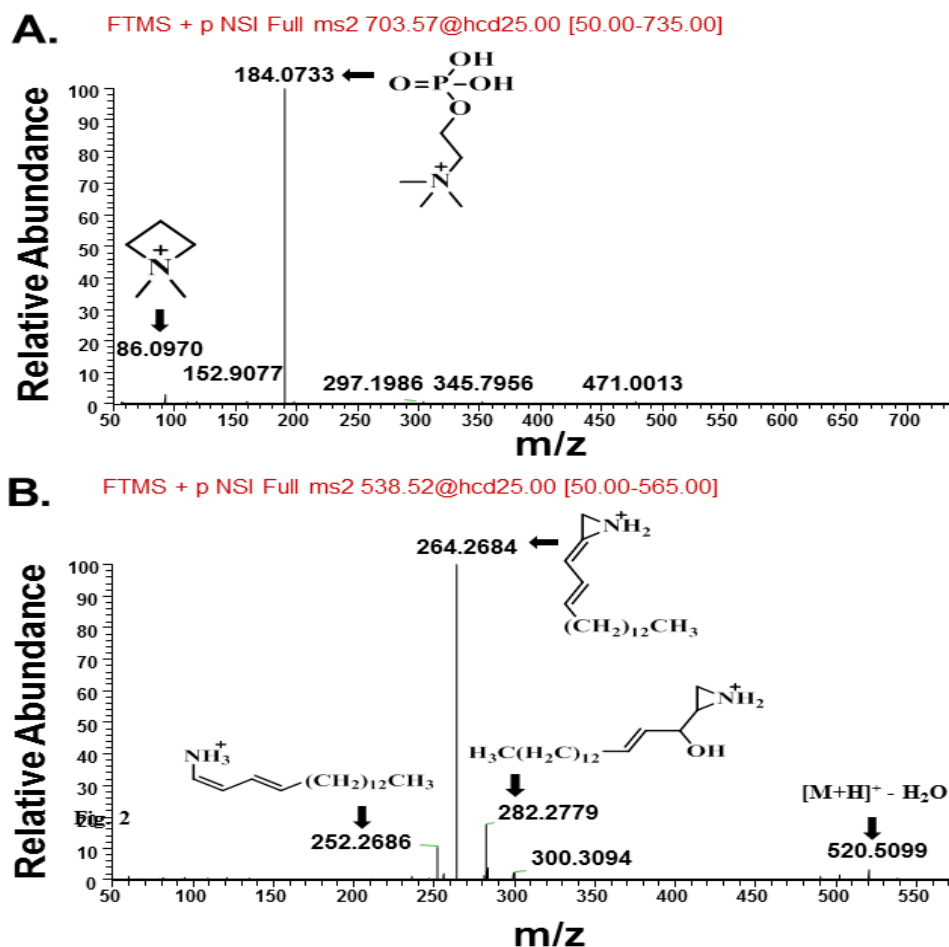 A.
FTMS + p NSI Full ms2 703.57@hcd25.00 [50.00-735.00]
184.0733
OH
O=P-OH
O
N+
100
90
80
70
60
50
40
30
20
10
0
Relative Abundance
N+
86.0970
152.9077
297.1986
345.7956
471.0013
50
100
150
200
250
300
350
400
450
500
550
600
650
700
m/z
B.
FTMS + p NSI Full ms2 538.52@hcd25.00 [50.00-565.00]
264.2684
+
NH2
(CH2)12CH3
100
90
80
70
60
50
40
30
20
10
0
Relative Abundance
+
NH2
H3C(H2C)12
OH
+
NH3
(CH2)12CH3
[M+H]+ - H2O
Fig. 2
252.2686
282.2779
300.3094
520.5099
50
100
150
200
250
300
350
400
450
500
550
m/z